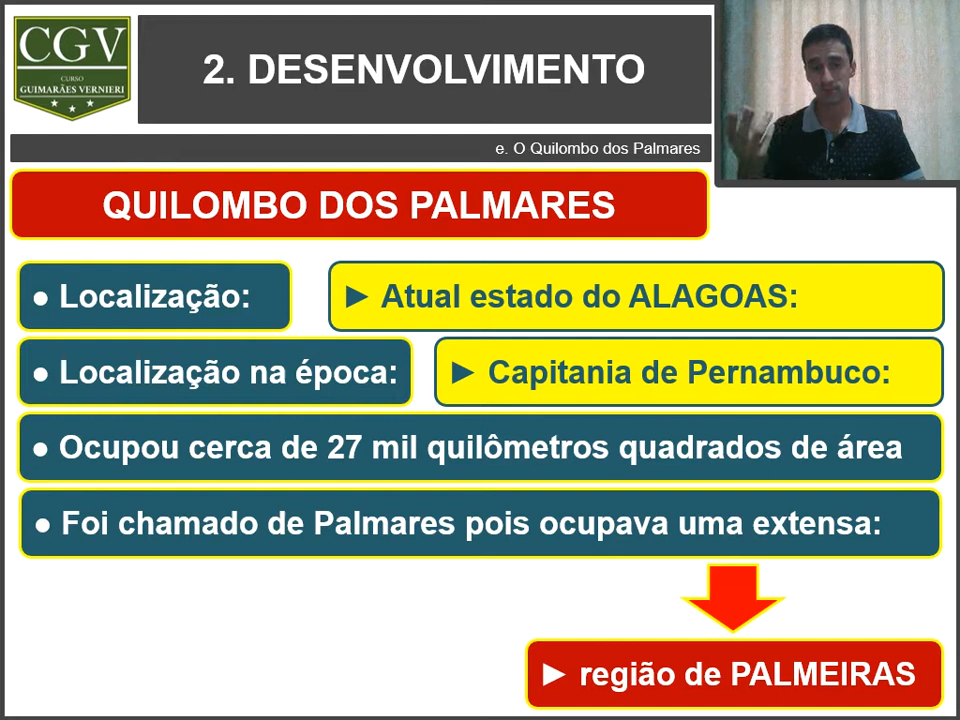 CGV
CURSO
GUIMARÃES VERNIERI
2. DESENVOLVIMENTO
e. O Quilombo dos Palmares
QUILOMBO DOS PALMARES
● Localização:
► Atual estado do ALAGOAS:
● Localização na época:
► Capitania de Pernambuco:
● Ocupou cerca de 27 mil quilômetros quadrados de área
● Foi chamado de Palmares pois ocupava uma extensa:
► região de PALMEIRAS